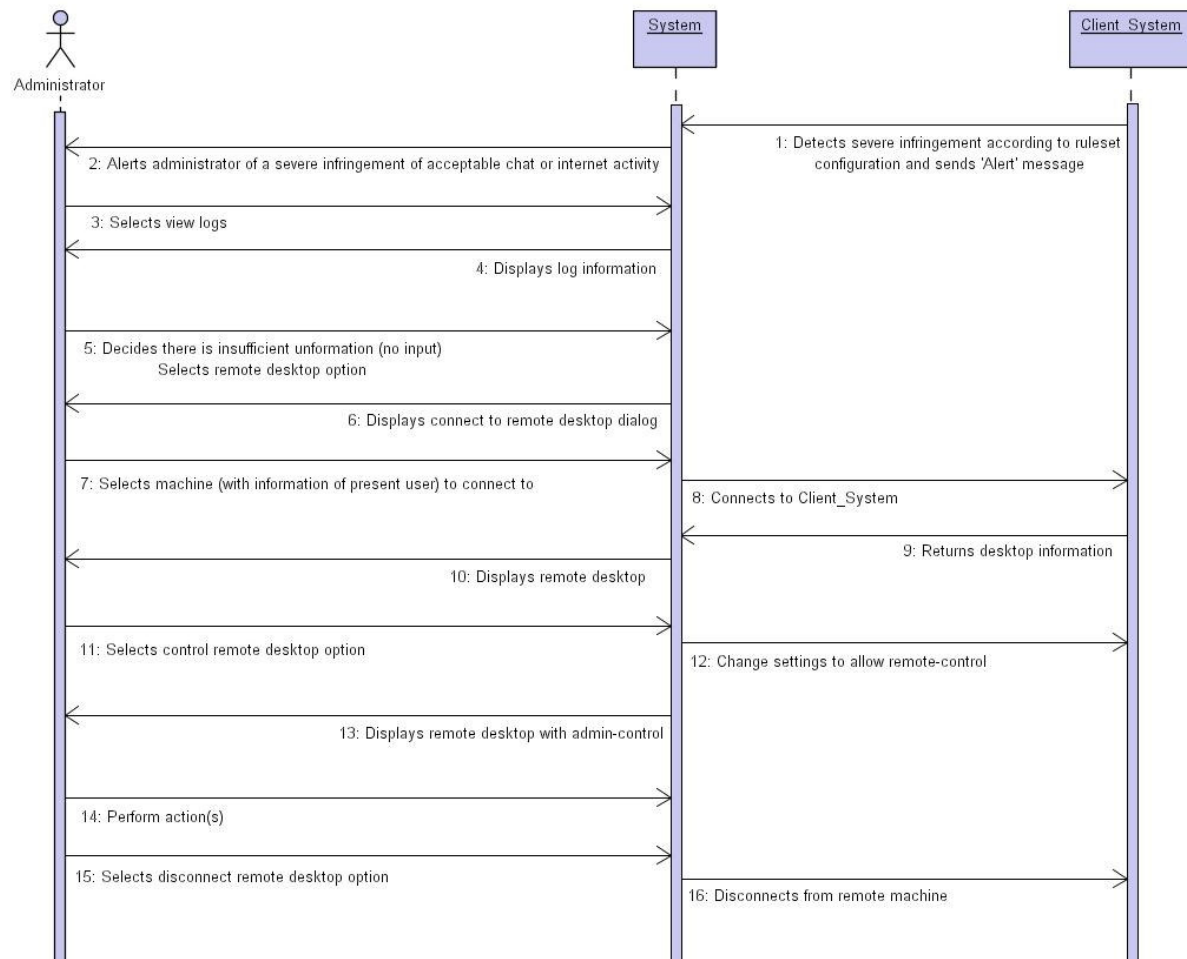 System
Client_System
Administrator
1: Detects severe infringement according to ruleset
configuration and sends 'Alert' message
2: Alerts administrator of a severe infringement of acceptable chat or internet activity
3: Selects view logs
4: Displays log information
5: Decides there is insufficient unformation (no input)
Selects remote desktop option
6: Displays connect to remote desktop dialog
7: Selects machine (with information of present user) to connect to
8: Connects to Client_System
9: Returns desktop information
10: Displays remote desktop
11: Selects control remote desktop option
12: Change settings to allow remote-control
13: Displays remote desktop with admin-control
14: Perform action(s)
15: Selects disconnect remote desktop option
16: Disconnects from remote machine